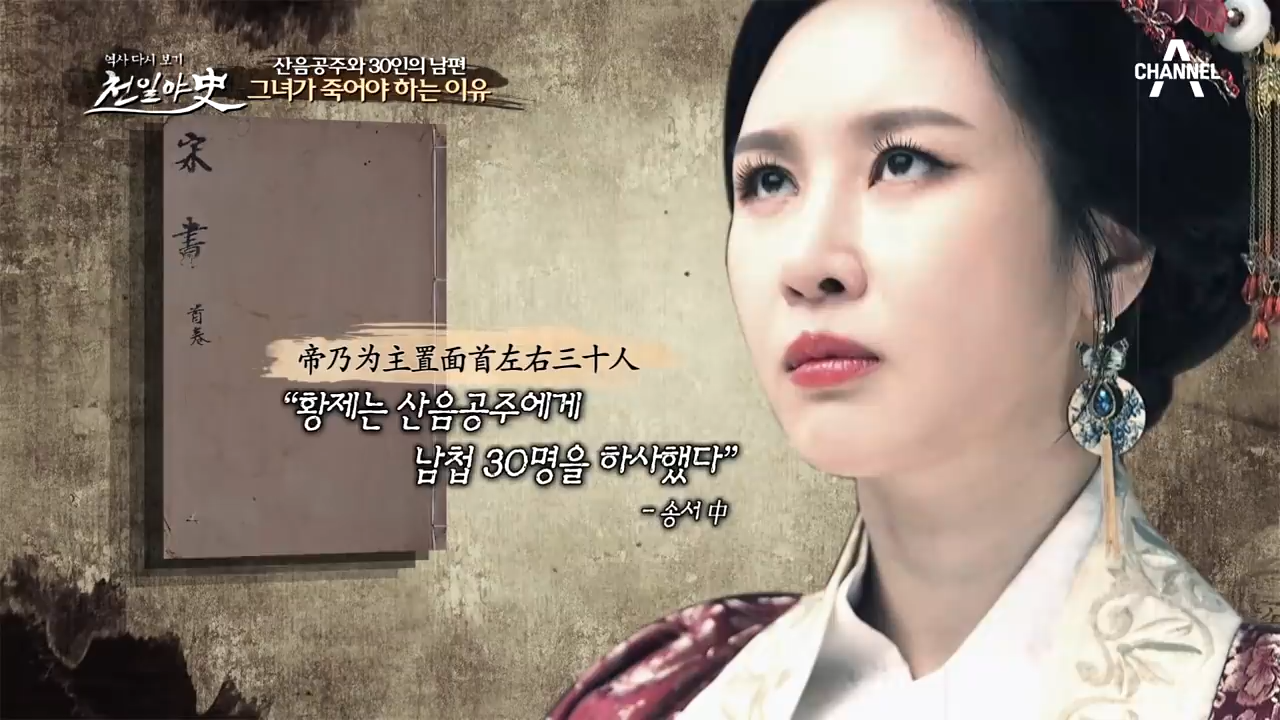 역사 다시 보기
천일야史
산음공주와 30인의 남편
그녀가 죽어야 하는 이유
CHANNEL A
宋書
首卷
帝乃为主置面首左右三十人
“황제는 산음공주에게
남첩 30명을 하사했다”
- 송서 中